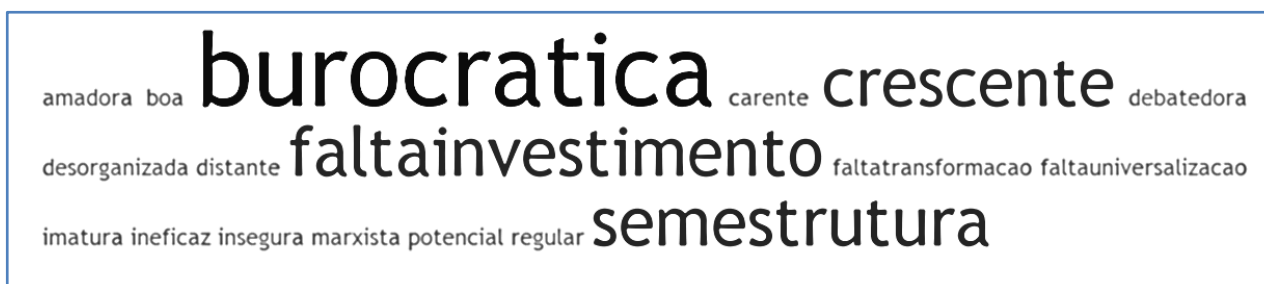 amadora boa burocratica carente crescente debatedora
desorganizada distante faltainvestimento faltatransformacao faltauniversalizacao
imatura ineficaz insegura marxista potencial regular semestrutura